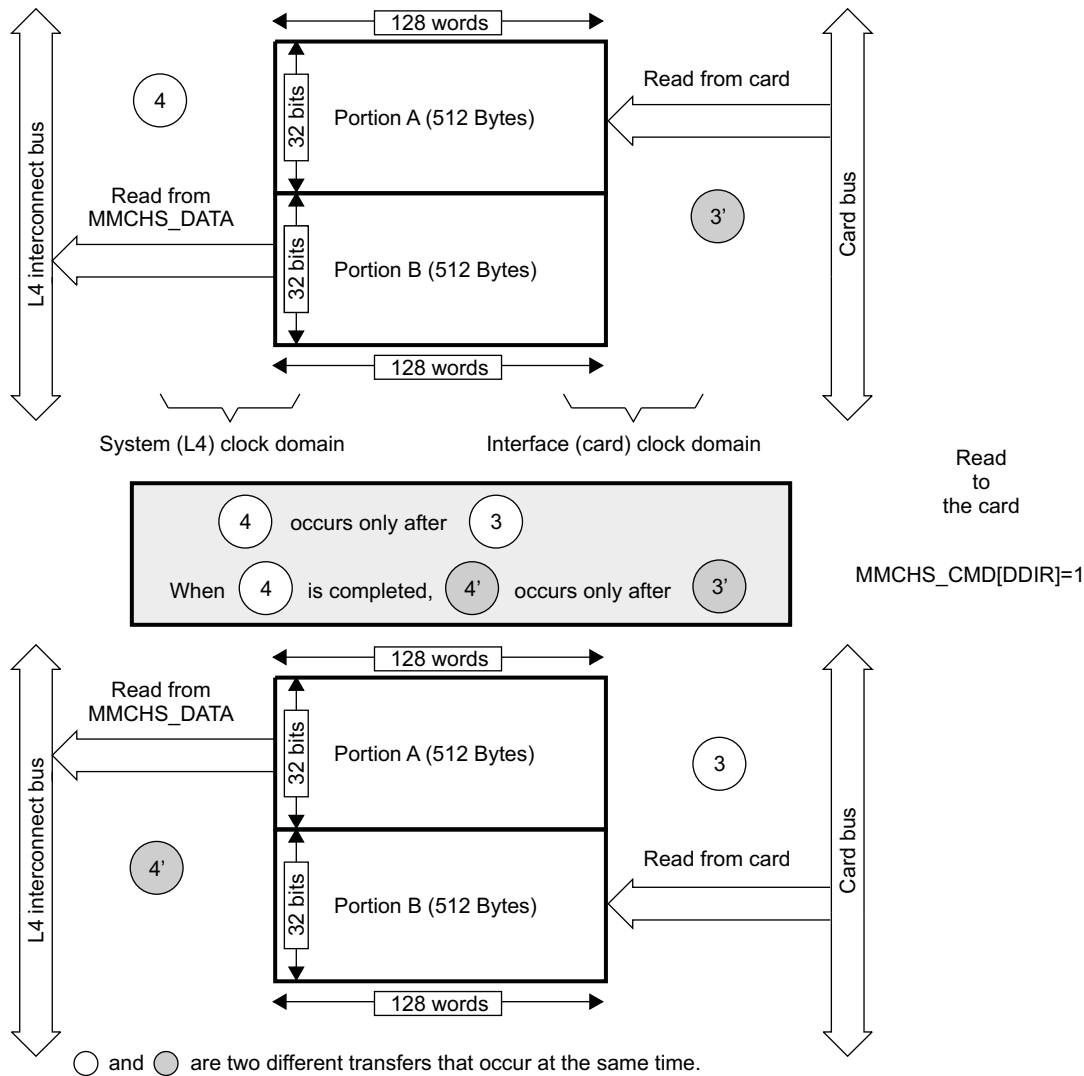 128 words
4
32 bits
Portion A (512 Bytes)
Read from card
L4 interconnect bus
Read from
MMCHS_DATA
32 bits
Portion B (512 Bytes)
3’
Card bus
128 words
System (L4) clock domain
Interface (card) clock domain
Read
to
the card
4 occurs only after 3
When 4 is completed, 4’ occurs only after 3’
MMCHS_CMD[DDIR]=1
128 words
Read from
MMCHS_DATA
32 bits
Portion A (512 Bytes)
3
L4 interconnect bus
4’
32 bits
Portion B (512 Bytes)
Read from card
Card bus
128 words
and are two different transfers that occur at the same time.